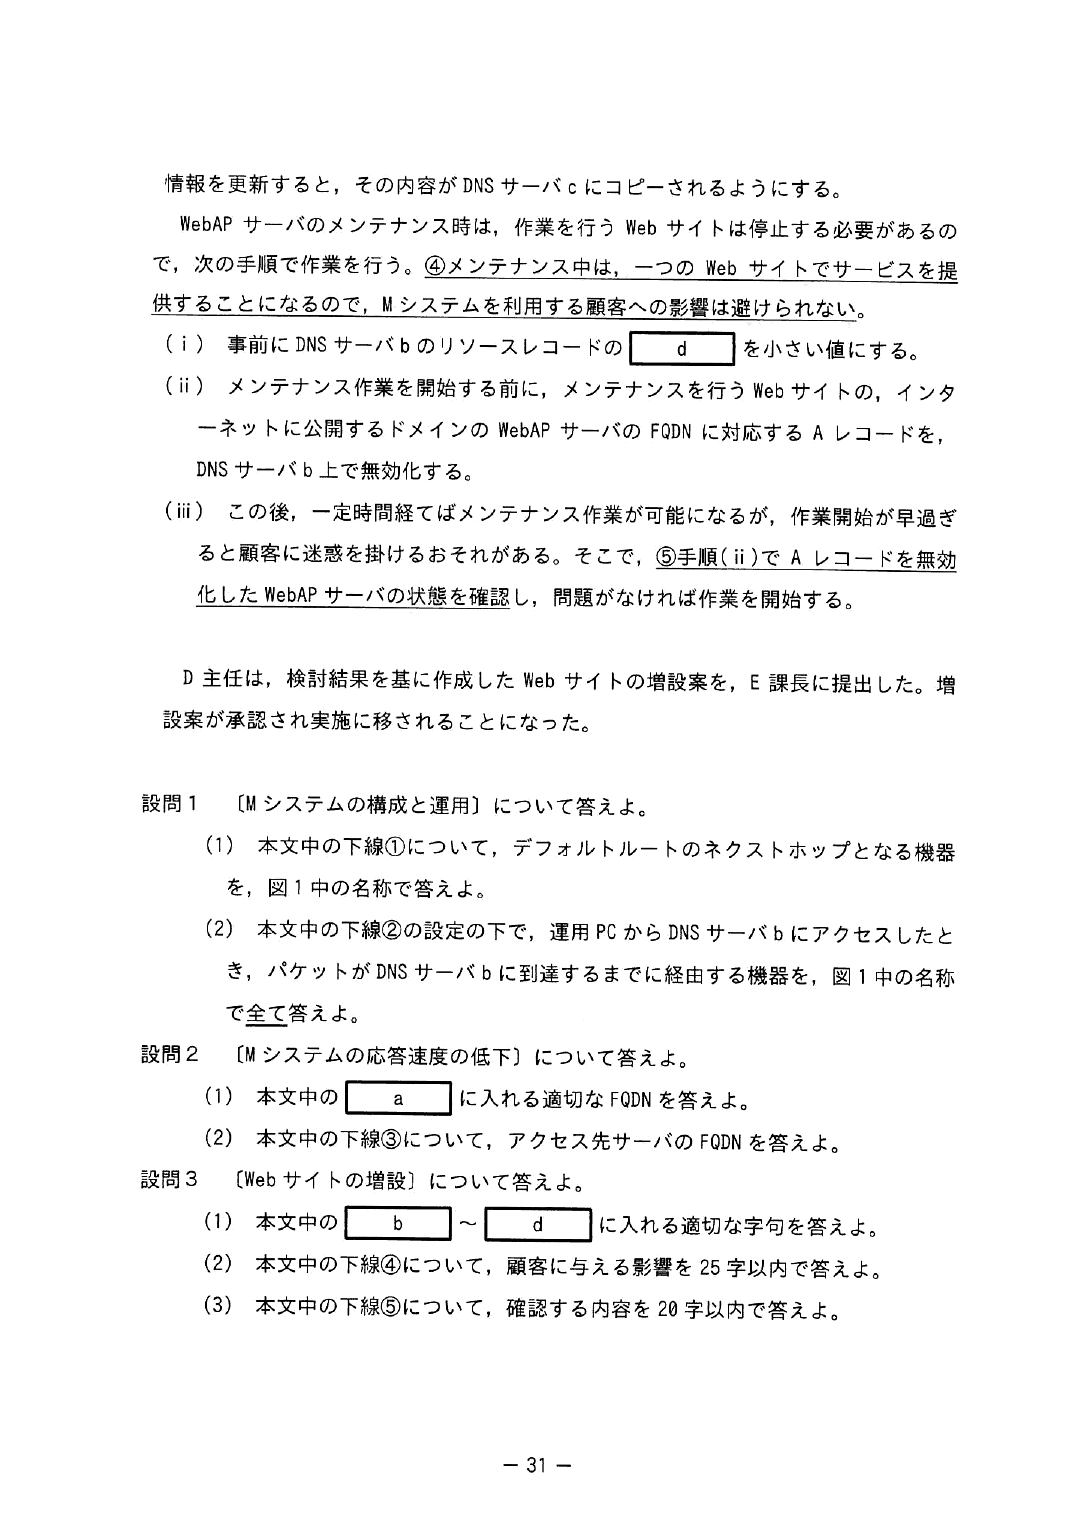 情報を更新すると，その内容が DNS サーバ c にコピーされるようにする。
WebAP サーバのメンテナンス時は，作業を行う Web サイトは停止する必要があるの
で，次の手順で作業を行う。④メンテナンス中は，一つの Web サイトでサービスを提
供することになるので，M システムを利用する顧客への影響は避けられない。
(ⅰ) 事前に DNS サーバ b のリソースレコードの d を小さい値にする。
(ⅱ) メンテナンス作業を開始する前に，メンテナンスを行う Web サイトの，インタ
ーネットに公開するドメインの WebAP サーバの FQDN に対応する A レコードを，
DNS サーバ b 上で無効化する。
(ⅲ) この後，一定時間経てばメンテナンス作業が可能になるが，作業開始が早過ぎ
ると顧客に迷惑を掛けるおそれがある。そこで，⑤手順(ⅱ)で A レコードを無効
化した WebAP サーバの状態を確認し，問題がなければ作業を開始する。
D 主任は，検討結果を基に作成した Web サイトの増設案を，E 課長に提出した。増
設案が承認され実施に移されることになった。
設問1 〔M システムの構成と運用〕について答えよ。
(1) 本文中の下線①について，デフォルトルートのネクストホップとなる機器
を，図1中の名称で答えよ。
(2) 本文中の下線②の設定の下で，運用 PC から DNS サーバ b にアクセスしたと
き，パケットが DNS サーバ b に到達するまでに経由する機器を，図1中の名称
で全て答えよ。
設問2 〔M システムの応答速度の低下〕について答えよ。
(1) 本文中の a に入れる適切な FQDN を答えよ。
(2) 本文中の下線③について，アクセス先サーバの FQDN を答えよ。
設問3 〔Web サイトの増設〕について答えよ。
(1) 本文中の b ～ d に入れる適切な字句を答えよ。
(2) 本文中の下線④について，顧客に与える影響を 25 字以内で答えよ。
(3) 本文中の下線⑤について，確認する内容を 20 字以内で答えよ。
－ 31 －